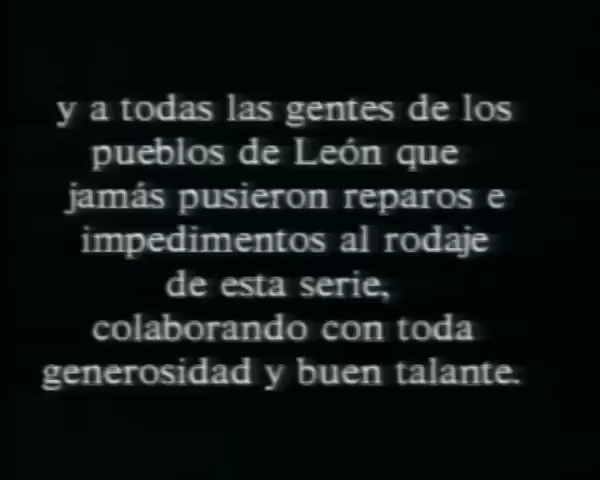 y a todas las gentes de los
pueblos de León que
jamás pusieron reparos e
impedimentos al rodaje
de esta serie,
colaborando con toda
generosidad y buen talante.